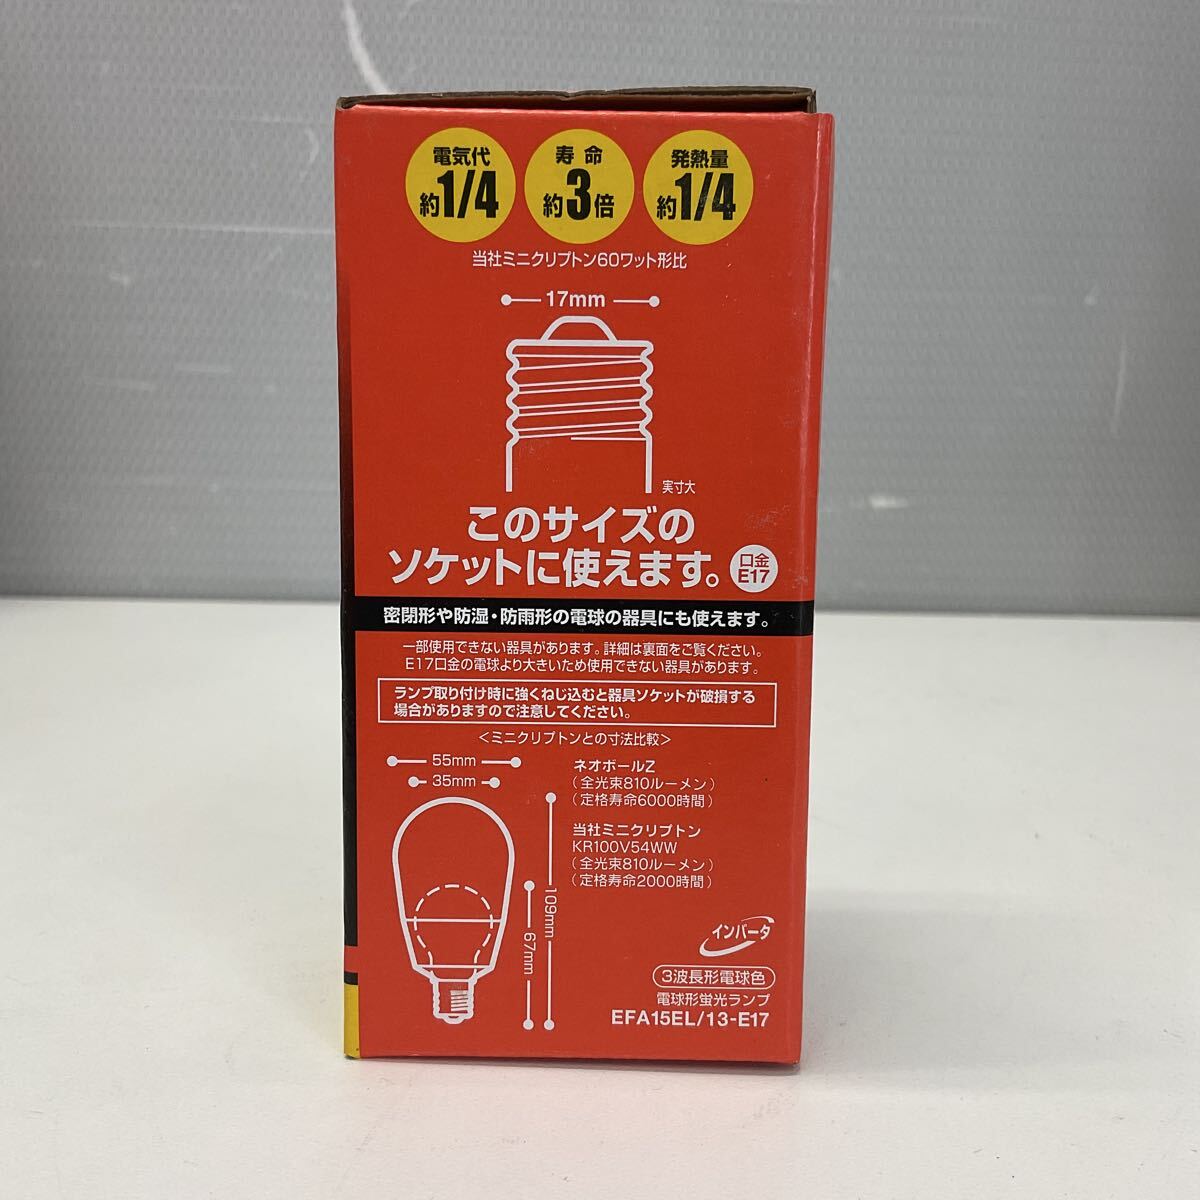 電気代
約1/4
寿命
約3倍
発熱量
約1/4
当社ミニクリプトン60ワット形比
17mm
実寸大
このサイズの
ソケットに使えます。
口金
E17
密閉形や防湿・防雨形の電球の器具にも使えます。
一部使用できない器具があります。詳細は裏面をご覧ください。
E17口金の電球より大きいため使用できない器具があります。
ランプ取り付け時に強くねじ込むと器具ソケットが破損する
場合がありますので注意してください。
<ミニクリプトンとの寸法比較>
55mm
35mm
109mm
67mm
ネオボールZ
(全光束810ルーメン)
(定格寿命6000時間)
当社ミニクリプトン
KR100V54WW
(全光束810ルーメン)
(定格寿命2000時間)
インバータ
3波長形電球色
電球形蛍光ランプ
EFA15EL/13-E17